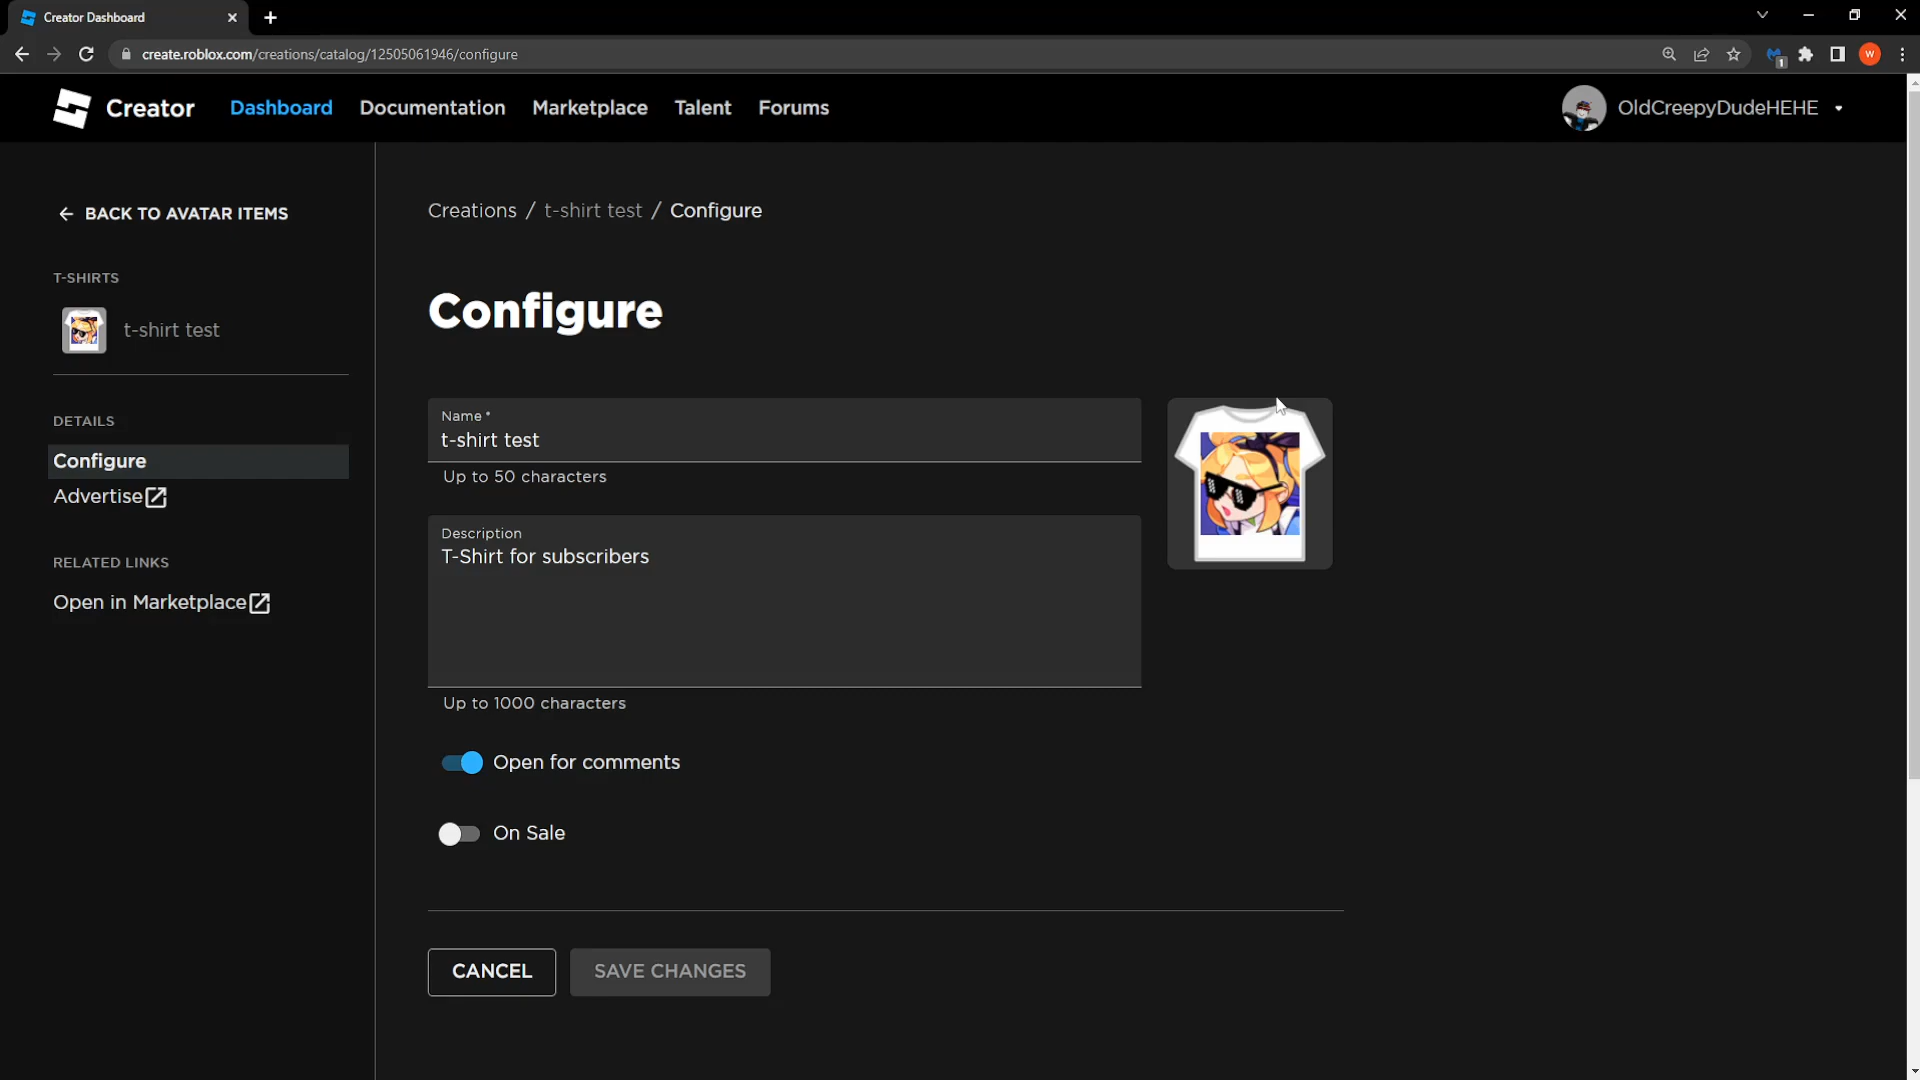 Creator Dashboard
create.roblox.com/creations/catalog/12505061946/configure
1
W
Creator
Dashboard
Documentation
Marketplace
Talent
Forums
OldCreepyDudeHEHE
BACK TO AVATAR ITEMS
T-SHIRTS
t-shirt test
DETAILS
Configure
Advertise
RELATED LINKS
Open in Marketplace
Creations / t-shirt test / Configure
Configure
Name *
t-shirt test
Up to 50 characters
Description
T-Shirt for subscribers
Up to 1000 characters
Open for comments
On Sale
CANCEL
SAVE CHANGES